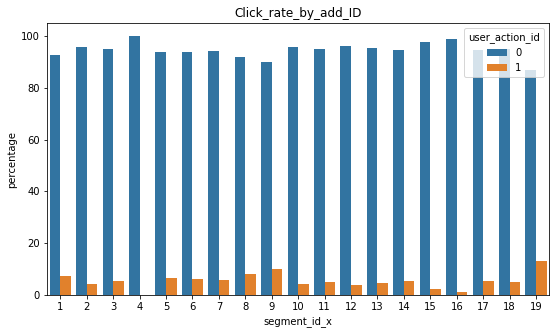 Click_rate_by_add_ID
user_action_id
0
1
percentage
100
80
60
40
20
0
1 2 3 4 5 6 7 8 9 10 11 12 13 14 15 16 17 18 19
segment_id_x